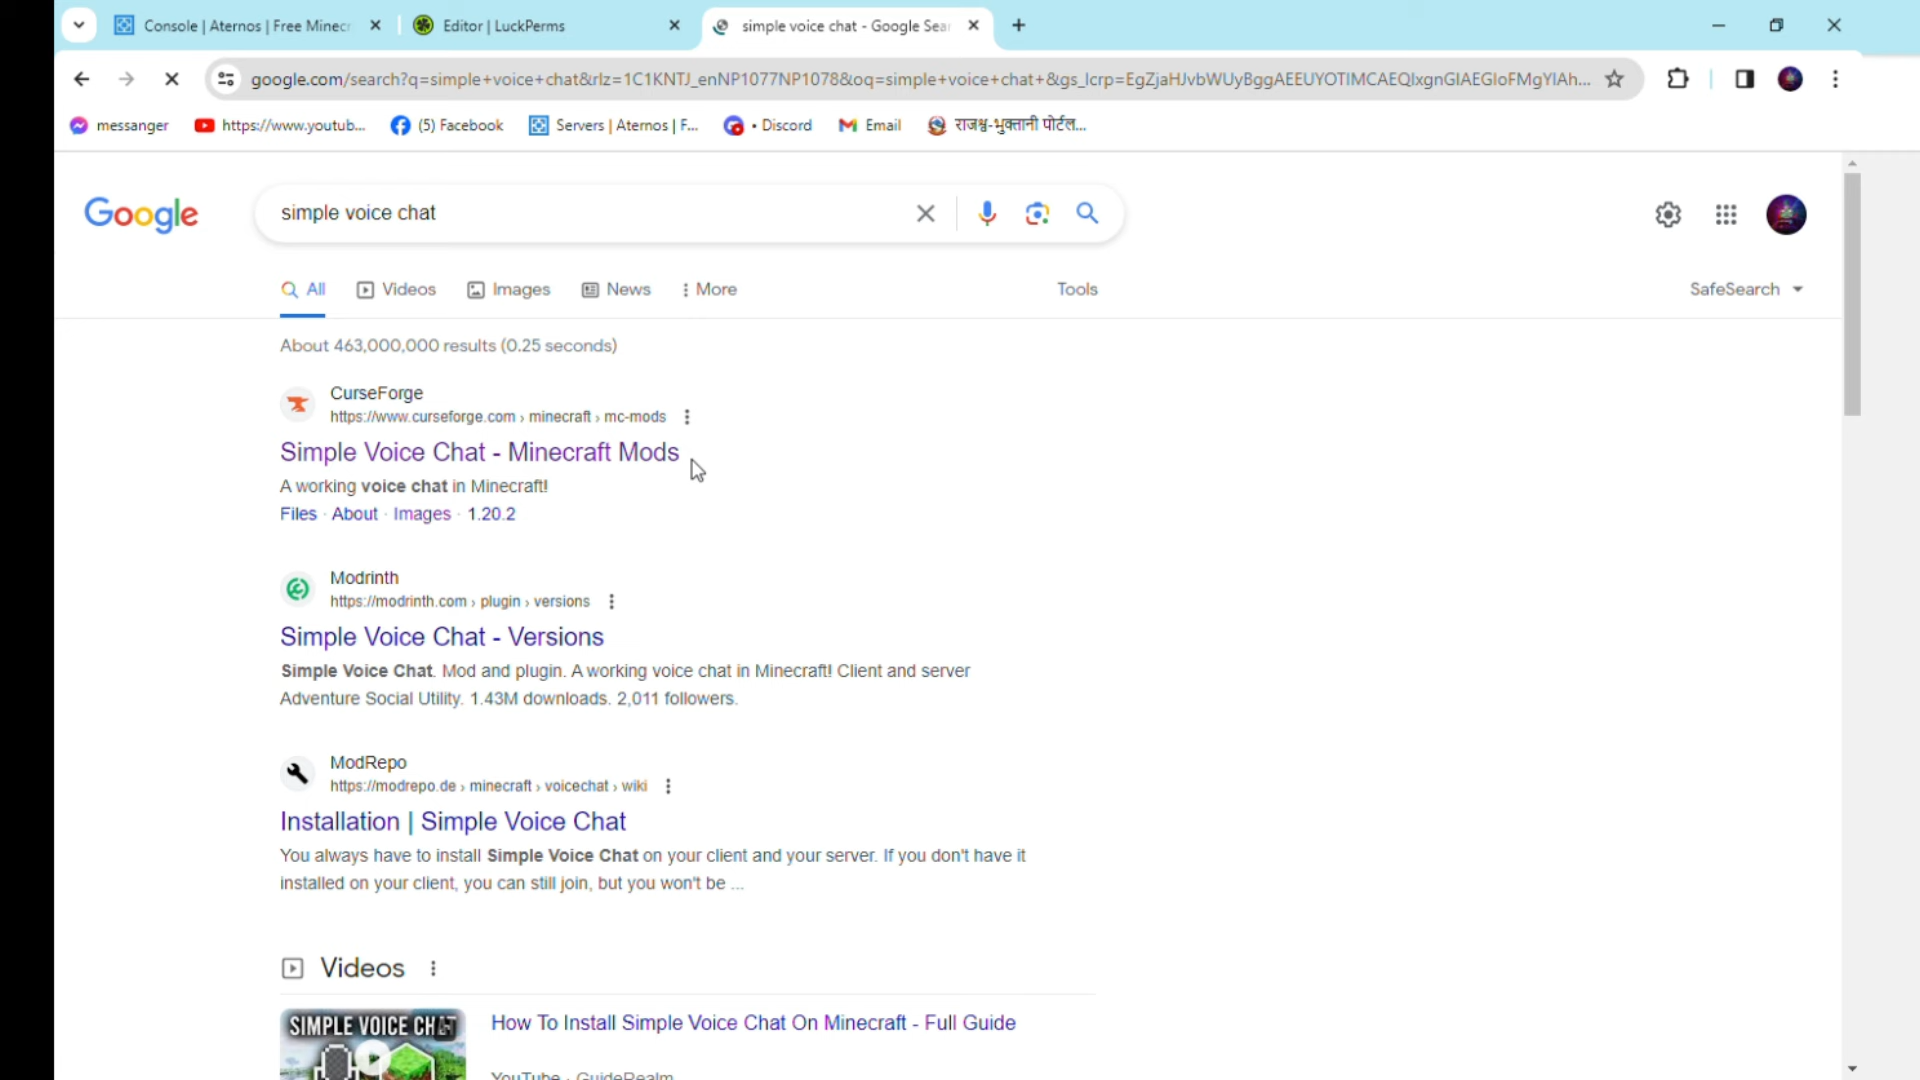 Console | Aternos | Free Minec
Editor | LuckPerms
simple voice chat - Google Sear
google.com/search?q=simple+voice+chat&rlz=1C1KNTJ_enNP1077NP1078&oq=simple+voice+chat+&gs_lcrp=EgZjaHJvbWUyBggAEEUYOTIMCAEQIxgnGIAEGIoFMgYIAh...
messanger
https://www.youtub...
(5) Facebook
Servers | Aternos | F...
• Discord
Email
राजश्व-भुक्तानी पोर्टल...
Google
simple voice chat
All
Videos
Images
News
More
Tools
SafeSearch
About 463,000,000 results (0.25 seconds)
CurseForge
https://www.curseforge.com › minecraft › mc-mods
Simple Voice Chat - Minecraft Mods
A working voice chat in Minecraft!
Files · About · Images · 1.20.2
Modrinth
https://modrinth.com › plugin › versions
Simple Voice Chat - Versions
Simple Voice Chat. Mod and plugin. A working voice chat in Minecraft! Client and server
Adventure Social Utility. 1.43M downloads. 2,011 followers.
ModRepo
https://modrepo.de › minecraft › voicechat › wiki
Installation | Simple Voice Chat
You always have to install Simple Voice Chat on your client and your server. If you don't have it
installed on your client, you can still join, but you won't be ...
Videos
SIMPLE VOICE CHAT
How To Install Simple Voice Chat On Minecraft - Full Guide
YouTube · GuideRealm